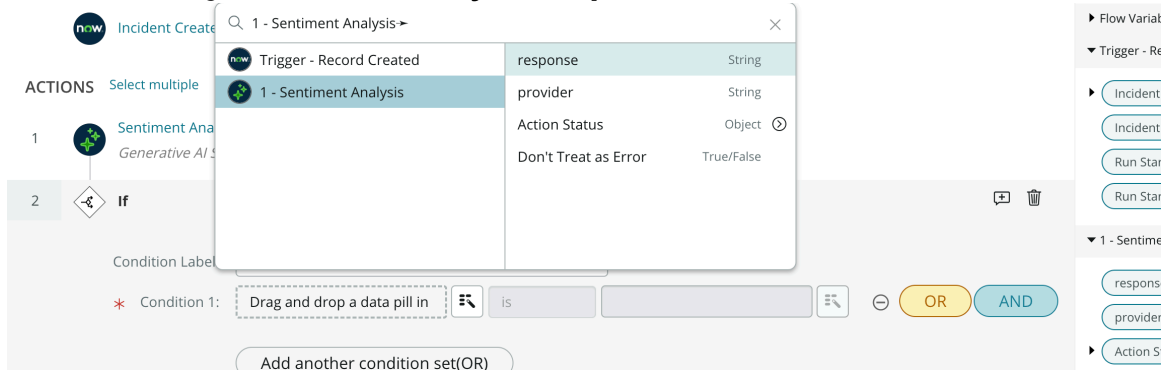 1 - Sentiment Analysis➛
now Incident Create
now Trigger - Record Created
1 - Sentiment Analysis
response String
provider String
Action Status Object
Don't Treat as Error True/False
ACTIONS Select multiple
1 Sentiment Ana
Generative AI S
2 If
Condition Label
* Condition 1: Drag and drop a data pill in is OR AND
Add another condition set(OR)
Flow Variab
Trigger - Re
Incident
Incident
Run Star
Run Star
1 - Sentime
respons
provider
Action S